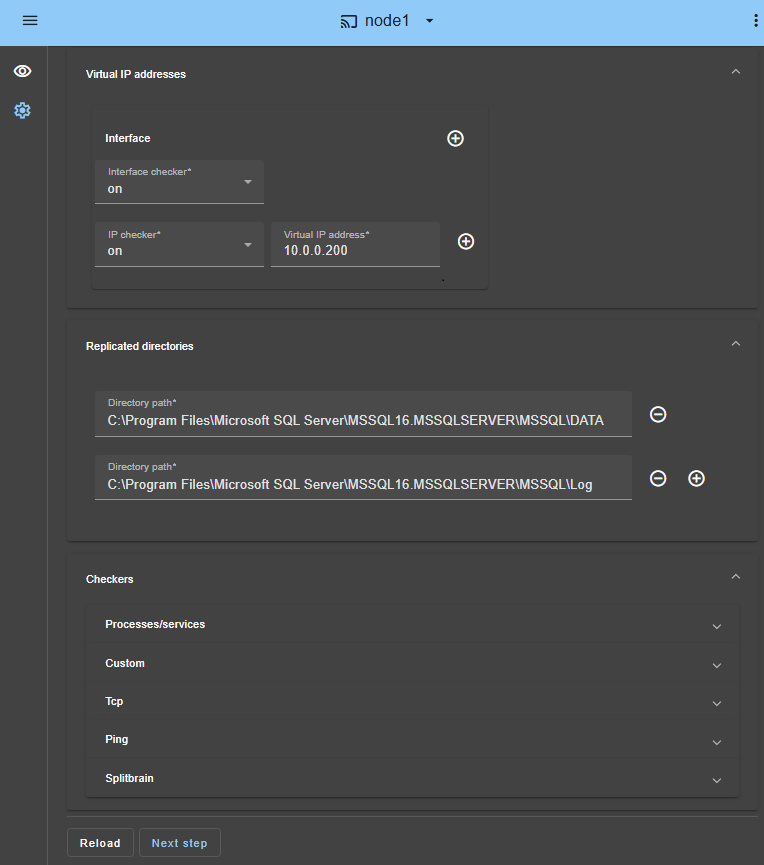 node1
Virtual IP addresses
Interface
Interface checker*
on
IP checker*
on
Virtual IP address*
10.0.0.200
Replicated directories
Directory path*
C:\Program Files\Microsoft SQL Server\MSSQL16.MSSQLSERVER\MSSQL\DATA
Directory path*
C:\Program Files\Microsoft SQL Server\MSSQL16.MSSQLSERVER\MSSQL\Log
Checkers
Processes/services
Custom
Tcp
Ping
Splitbrain
Reload
Next step